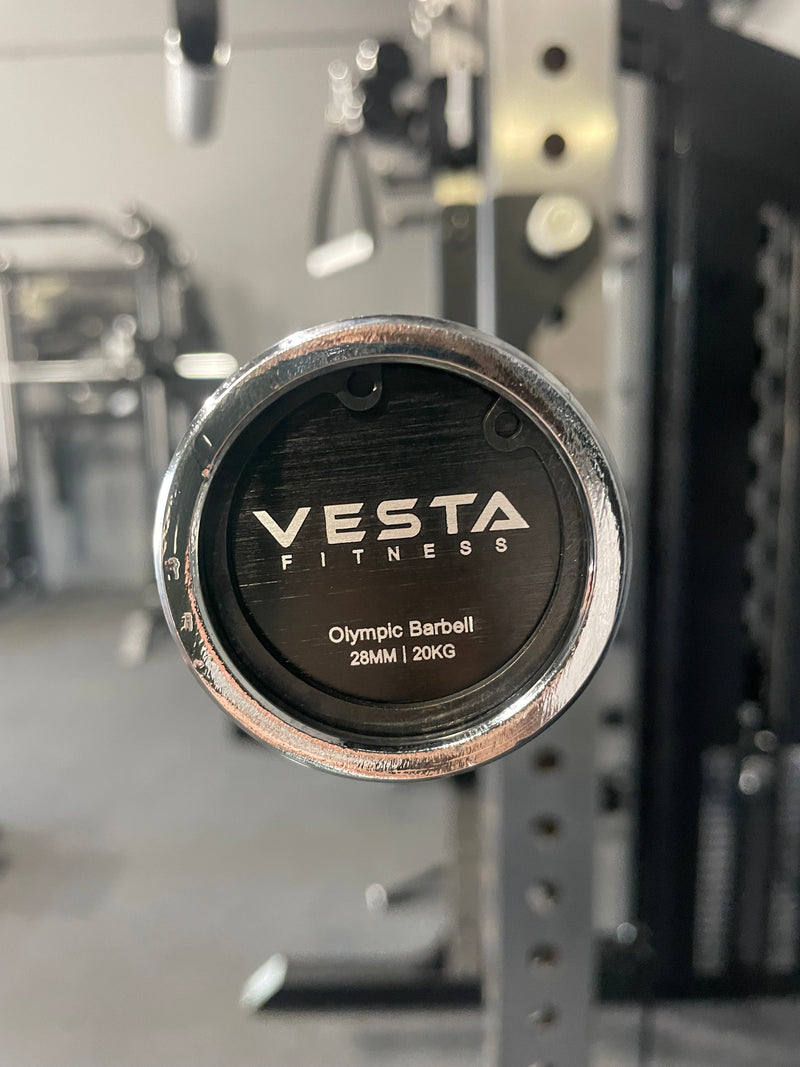 VESTA
FITNESS
Olympic Barbell
28MM | 20KG